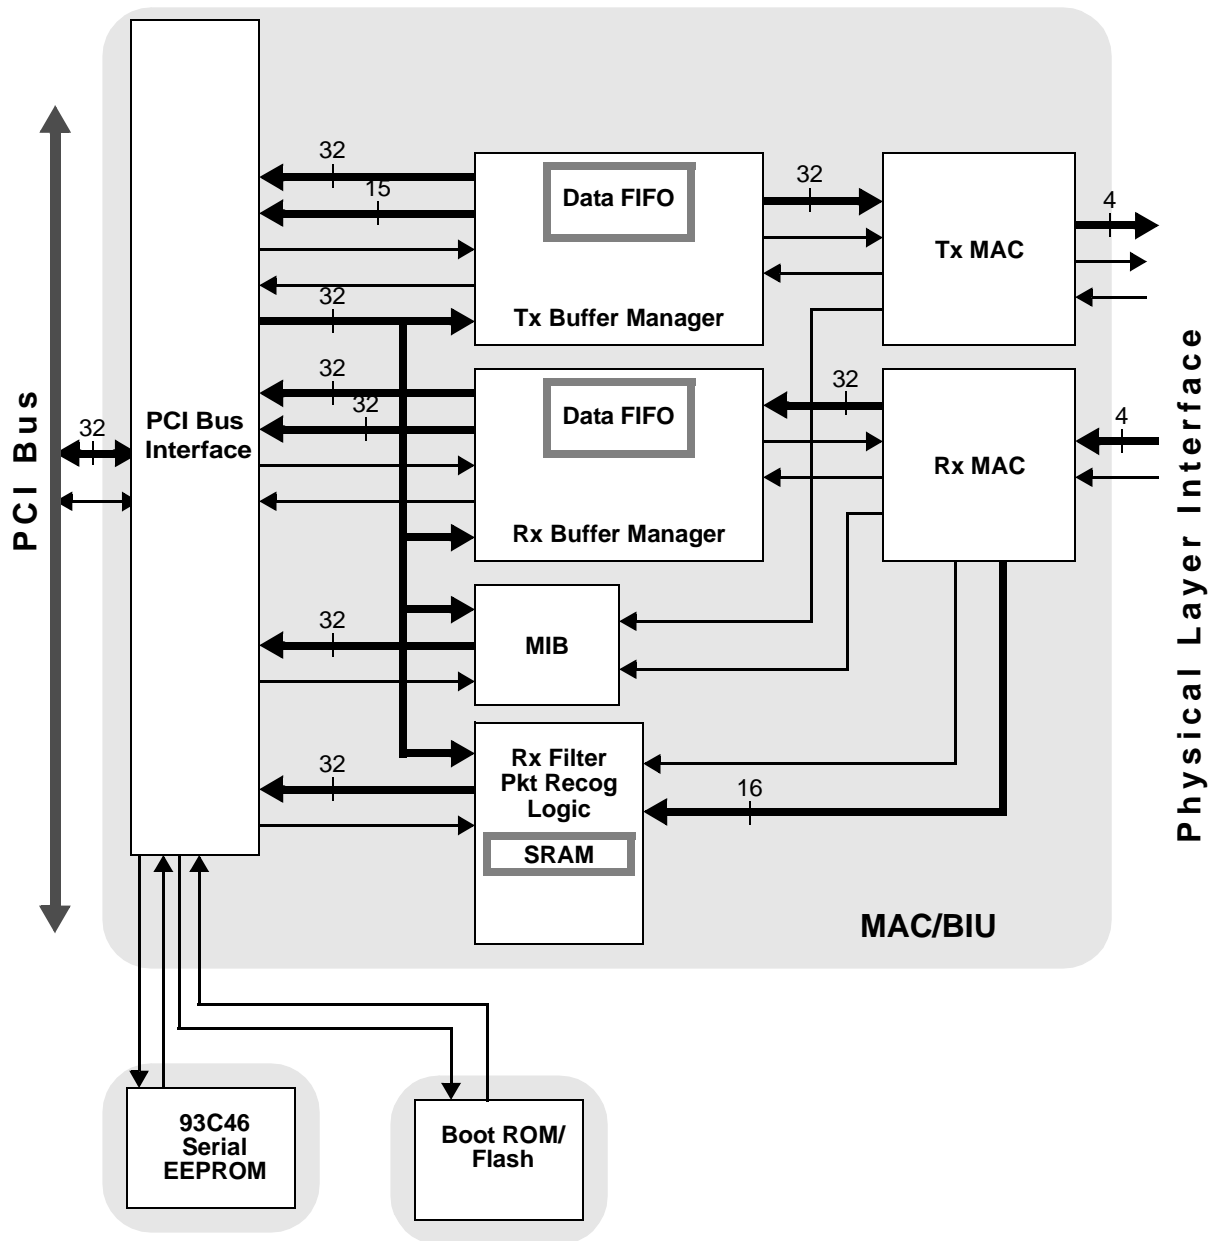 32
15
32
Data FIFO
Tx Buffer Manager
32
Tx MAC
4
PCI Bus
32
PCI Bus
Interface
32
32
Data FIFO
Rx Buffer Manager
32
Rx MAC
4
Physical Layer Interface
32
MIB
32
Rx Filter
Pkt Recog
Logic
SRAM
16
MAC/BIU
93C46
Serial
EEPROM
Boot ROM/
Flash